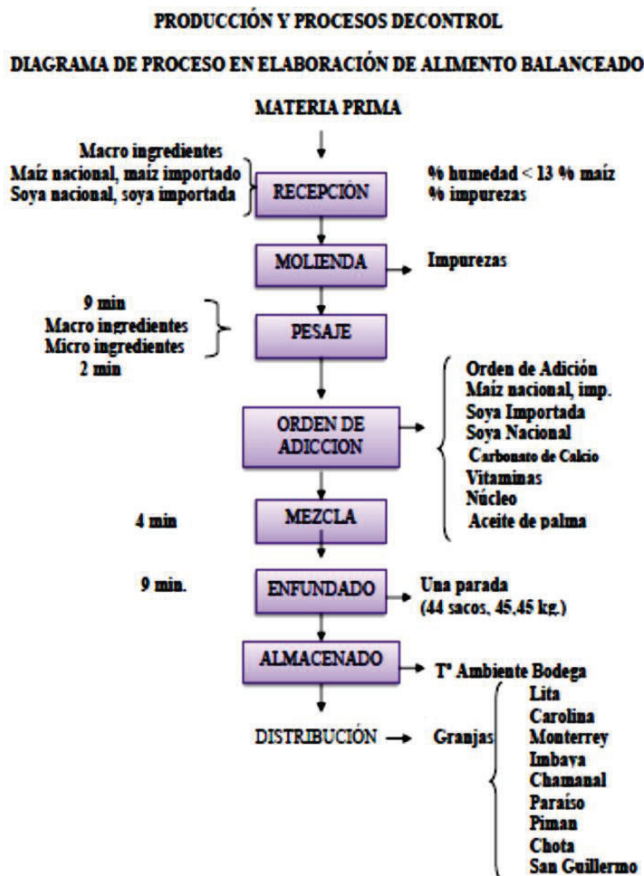 PRODUCCIÓN Y PROCESOS DECONTROL
DIAGRAMA DE PROCESO EN ELABORACIÓN DE ALIMENTO BALANCEADO
MATERIA PRIMA
Macro ingredientes
Maíz nacional, maíz importado
Soya nacional, soya importada
RECEPCIÓN
% humedad < 13 % maíz
% impurezas
MOLIENDA
Impurezas
9 min
Macro ingredientes
Micro ingredientes
2 min
PESAJE
ORDEN DE
ADICCION
Orden de Adición
Maíz nacional, imp.
Soya Importada
Soya Nacional
Carbonato de Calcio
Vitaminas
Núcleo
Aceite de palma
4 min
MEZCLA
9 min.
ENFUNDADO
Una parada
(44 sacos, 45,45 kg.)
ALMACENADO
Tª Ambiente Bodega
DISTRIBUCIÓN
Granjas
Lita
Carolina
Monterrey
Imbaya
Chamanal
Paraíso
Piman
Chota
San Guillermo